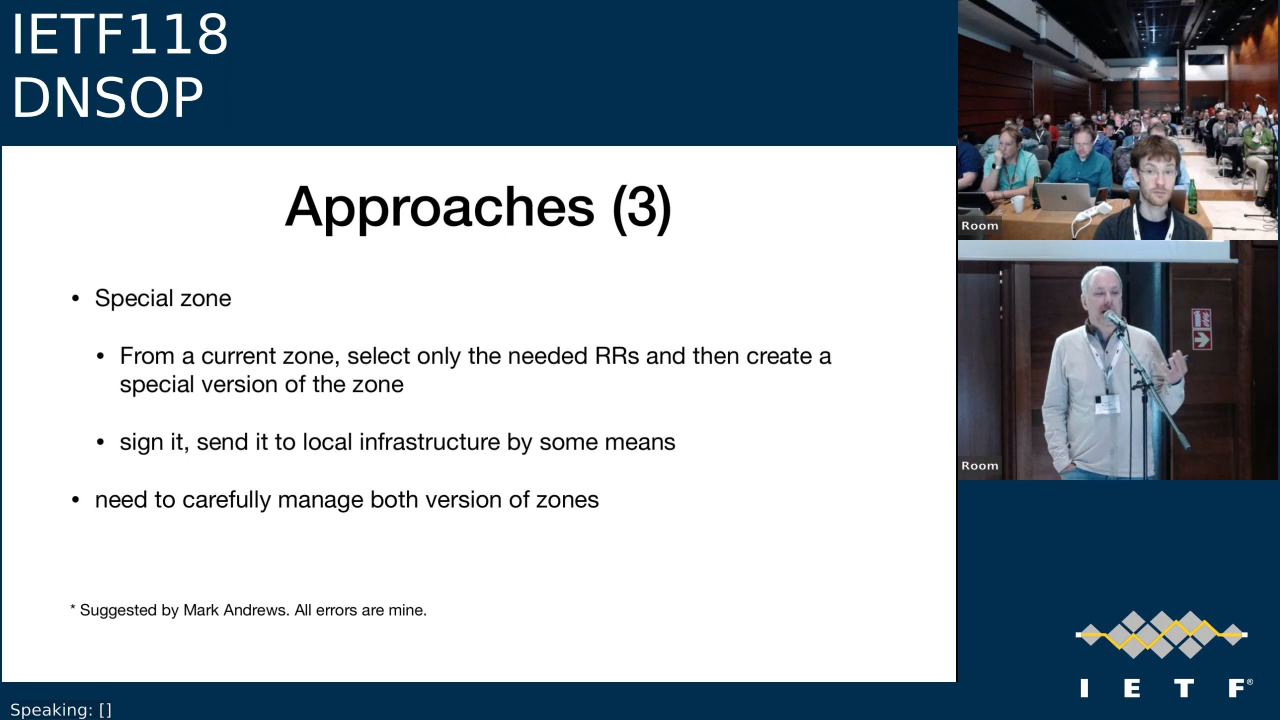 IETF118
DNSOP
Approaches (3)
• Special zone
• From a current zone, select only the needed RRs and then create a
special version of the zone
• sign it, send it to local infrastructure by some means
• need to carefully manage both version of zones
* Suggested by Mark Andrews. All errors are mine.
Room
Room
I E T F®
Speaking: []